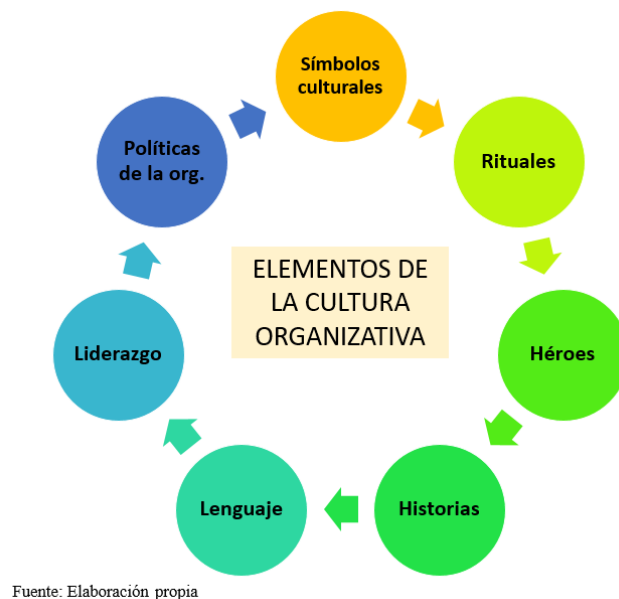 Símbolos
culturales
Rituales
Héroes
Historias
Lenguaje
Liderazgo
Políticas
de la org.
ELEMENTOS DE
LA CULTURA
ORGANIZATIVA
Fuente: Elaboración propia